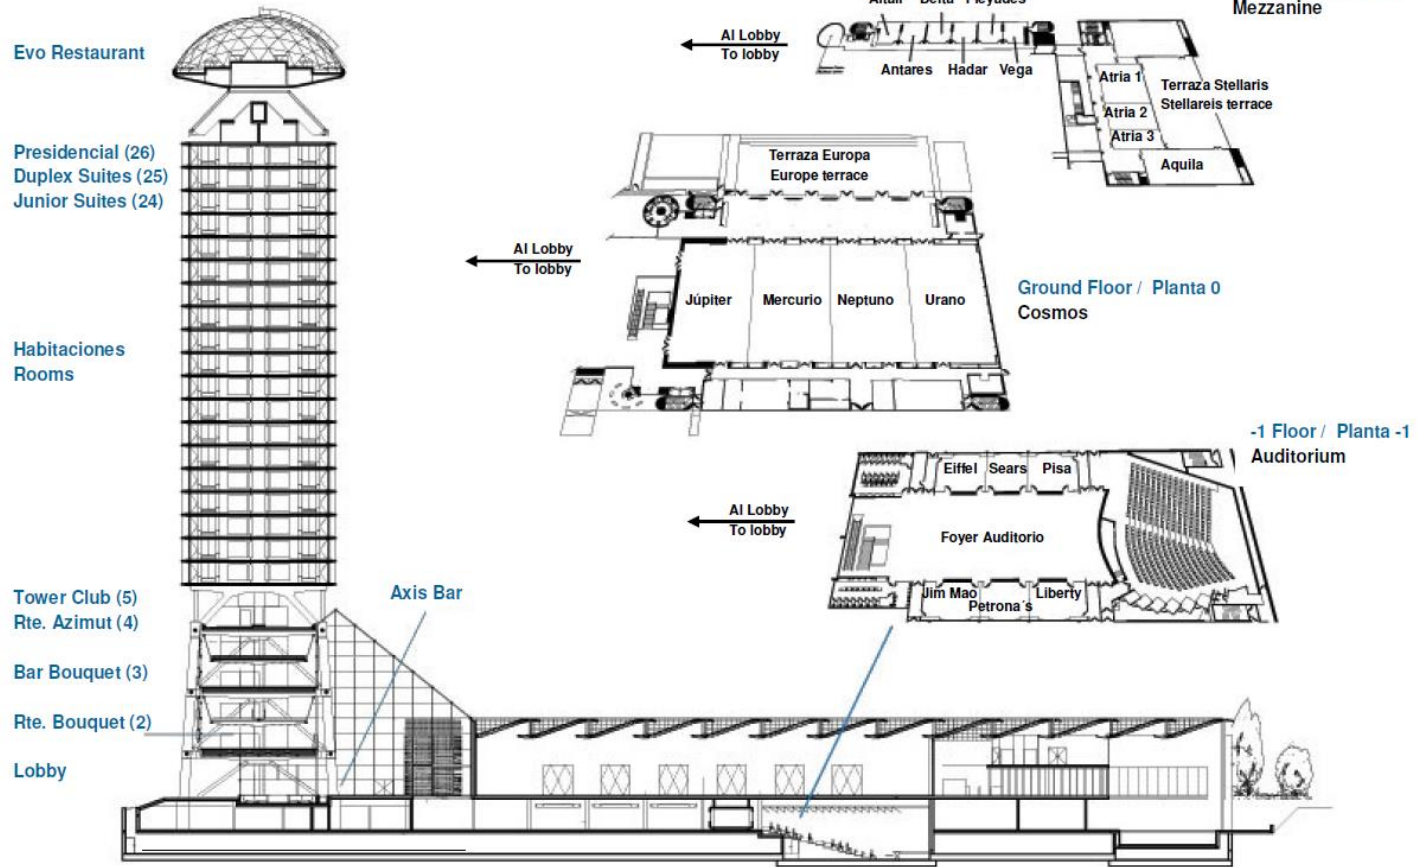 Evo Restaurant
Presidencial (26)
Duplex Suites (25)
Junior Suites (24)
Habitaciones
Rooms
Tower Club (5)
Rte. Azimut (4)
Bar Bouquet (3)
Rte. Bouquet (2)
Lobby
Axis Bar
Mezzanine
Altair Delta Pleyades
Al Lobby
To lobby
Antares Hadar Vega
Atria 1
Atria 2
Atria 3
Aquila
Terraza Stellaris
Stellareis terrace
Terraza Europa
Europe terrace
Al Lobby
To lobby
Júpiter Mercurio Neptuno Urano
Ground Floor / Planta 0
Cosmos
-1 Floor / Planta -1
Auditorium
Eiffel Sears Pisa
Al Lobby
To lobby
Foyer Auditorio
Jim Mao Petrona´s Liberty